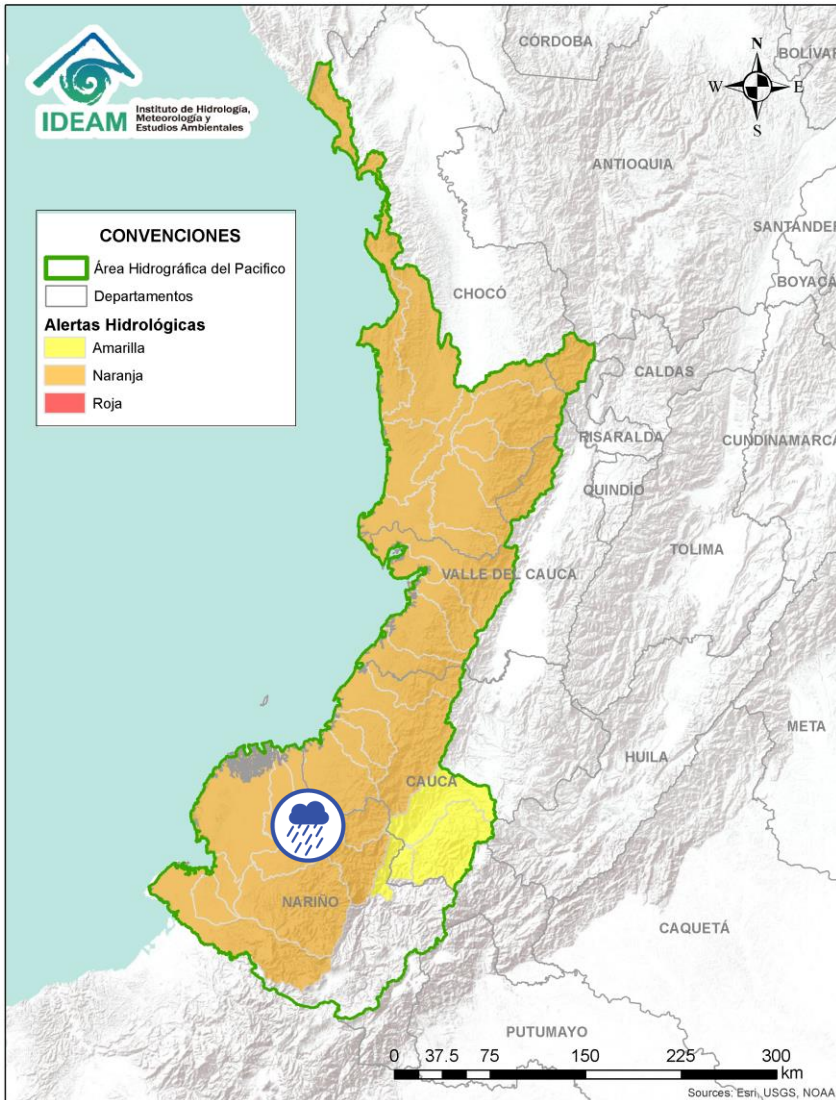 IDEAM
Instituto de Hidrología,
Meteorología y
Estudios Ambientales
N
W
E
S
CÓRDOBA
BOLÍVAR
ANTIOQUIA
SANTANDER
BOYACÁ
CHOCÓ
CALDAS
RISARALDA
CUNDINAMARCA
QUINDÍO
TOLIMA
VALLE DEL CAUCA
META
HUILA
CAUCA
NARIÑO
CAQUETÁ
PUTUMAYO
CONVENCIONES
Área Hidrográfica del Pacifico
Departamentos
Alertas Hidrológicas
Amarilla
Naranja
Roja
0 37.5 75 150 225 300
km
Sources: Esri, USGS, NOAA